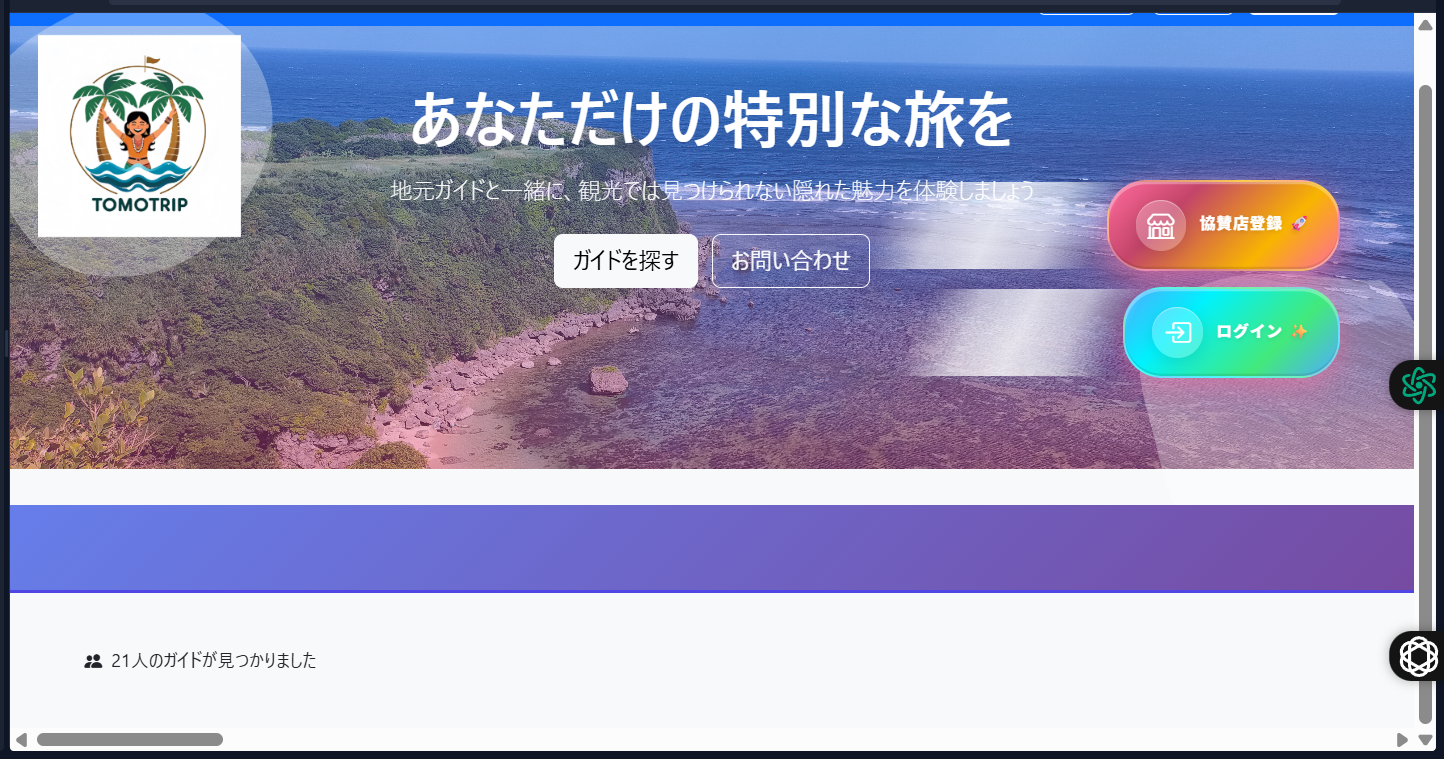 TOMOTRIP
あなただけの特別な旅を
地元ガイドと一緒に、観光では見つけられない隠れた魅力を体験しましょう
ガイドを探す
お問い合わせ
協賛店登録 🚀
ログイン ✨
21人のガイドが見つかりました